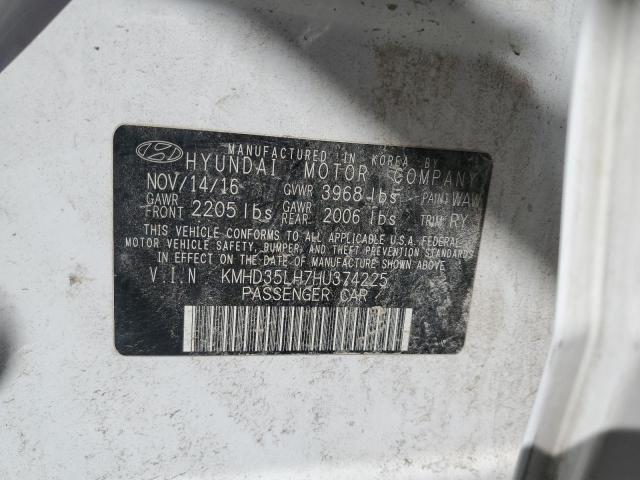 MANUFACTURED IN KOREA BY
HYUNDAI MOTOR COMPANY
NOV/14/16 GVWR 3968 lbs PAINT WAW
GAWR FRONT 2205 lbs GAWR REAR 2006 lbs TRIM RY
THIS VEHICLE CONFORMS TO ALL APPLICABLE U.S.A. FEDERAL
MOTOR VEHICLE SAFETY, BUMPER, AND THEFT PREVENTION STANDARDS
IN EFFECT ON THE DATE OF MANUFACTURE SHOWN ABOVE.
V.I.N KMHD35LH7HU374225
PASSENGER CAR 7